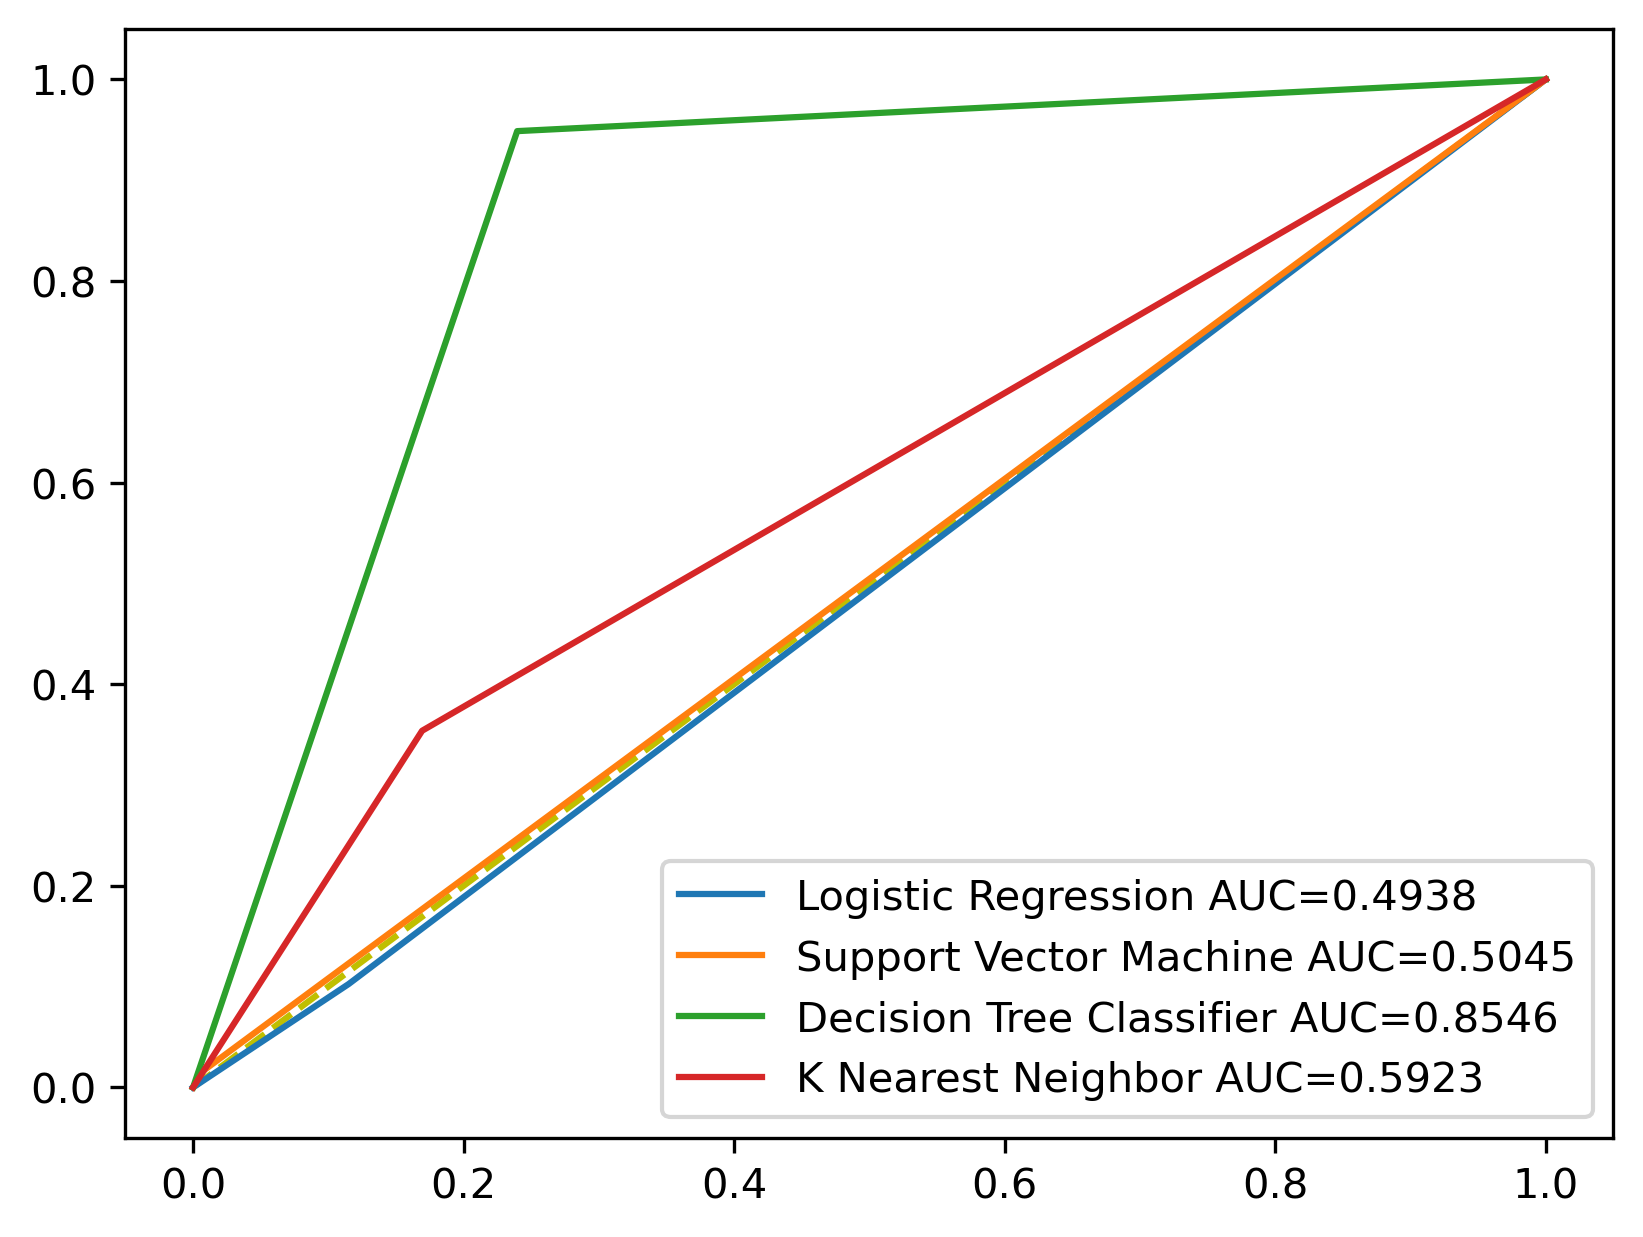 1.0
0.8
0.6
0.4
0.2
0.0
Logistic Regression AUC=0.4938
Support Vector Machine AUC=0.5045
Decision Tree Classifier AUC=0.8546
K Nearest Neighbor AUC=0.5923
0.0 0.2 0.4 0.6 0.8 1.0